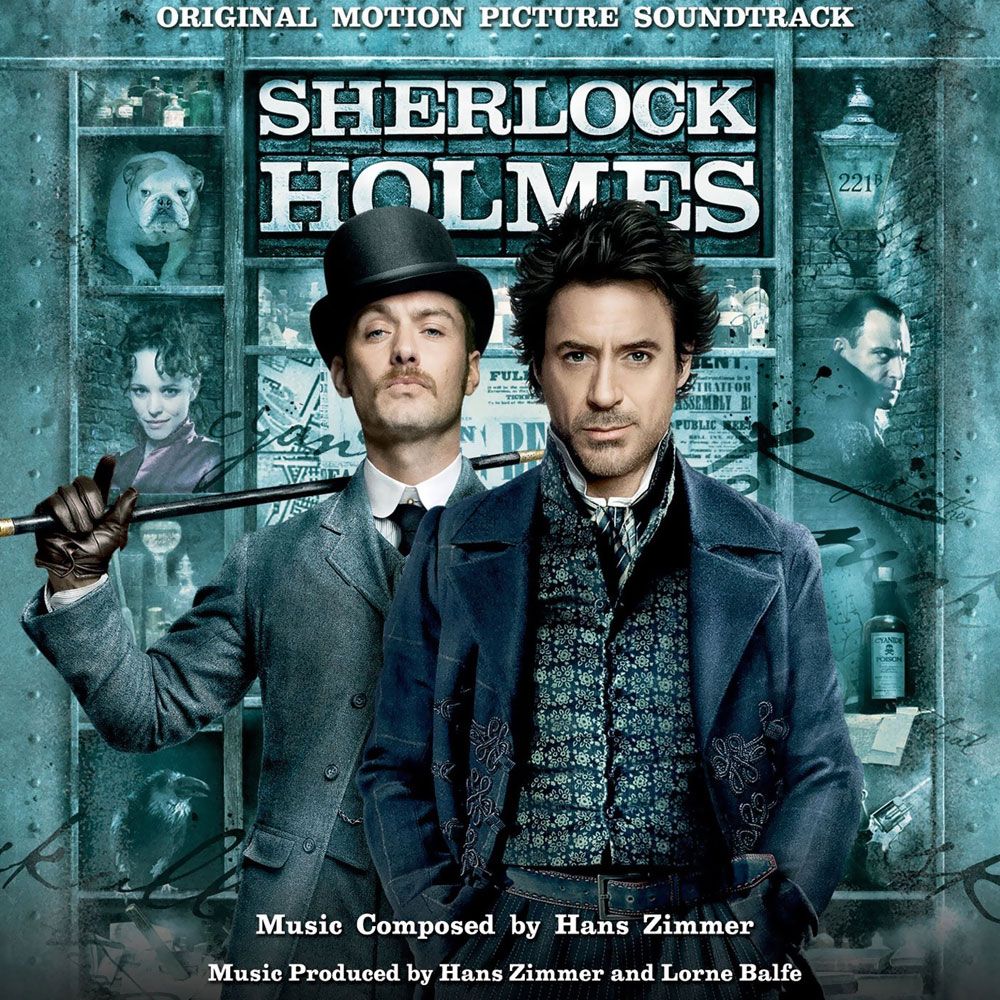 ORIGINAL MOTION PICTURE SOUNDTRACK
SHERLOCK
HOLMES
221B
PUBLIC
CYANIDE
POISON
Music Composed by Hans Zimmer
Music Produced by Hans Zimmer and Lorne Balfe